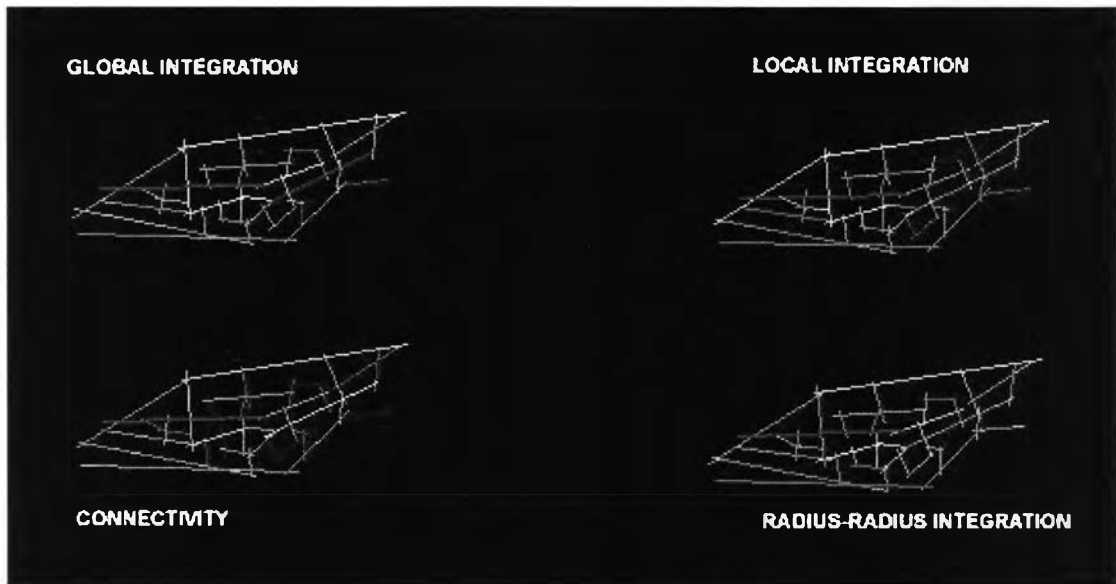 GLOBAL INTEGRATION
LOCAL INTEGRATION
CONNECTIVITY
RADIUS-RADIUS INTEGRATION